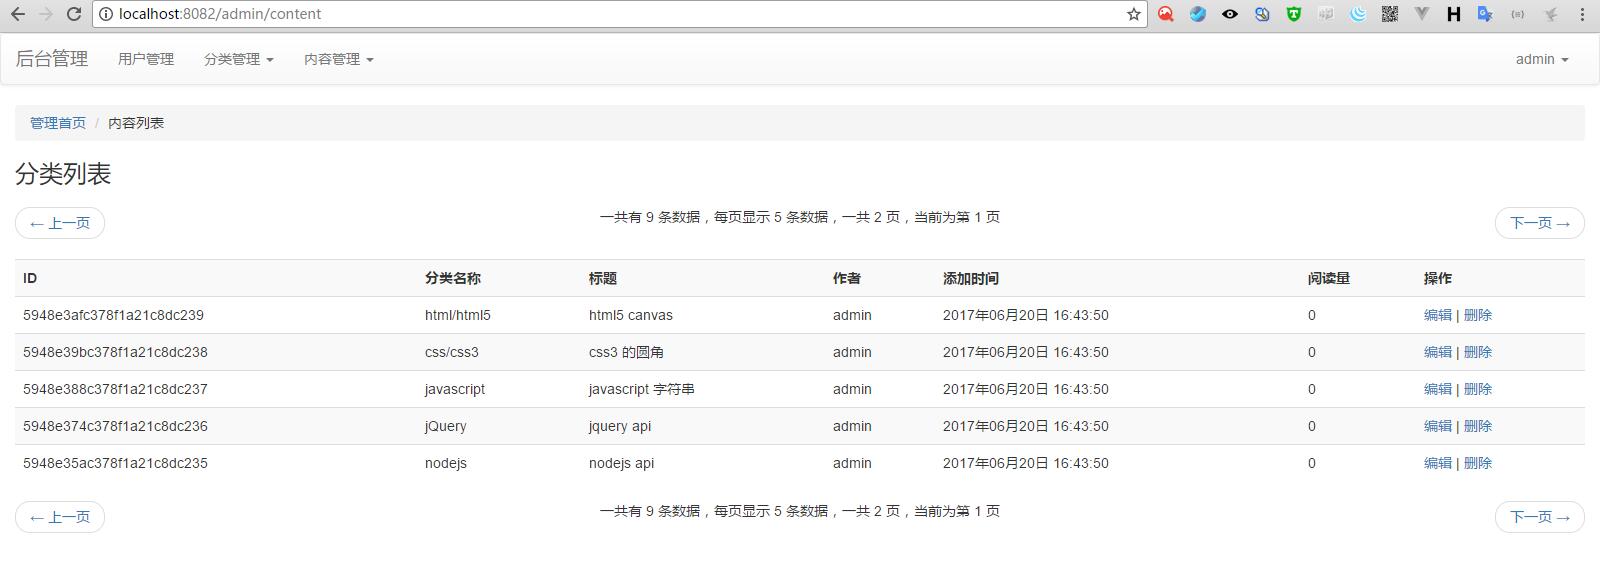 localhost:8082/admin/content
后台管理 用户管理 分类管理 内容管理 admin
管理首页 / 内容列表
分类列表
← 上一页 一共有 9 条数据，每页显示 5 条数据，一共 2 页，当前为第 1 页 下一页 →
ID 分类名称 标题 作者 添加时间 阅读量 操作
5948e3afc378f1a21c8dc239 html/html5 html5 canvas admin 2017年06月20日 16:43:50 0 编辑 | 删除
5948e39bc378f1a21c8dc238 css/css3 css3 的圆角 admin 2017年06月20日 16:43:50 0 编辑 | 删除
5948e388c378f1a21c8dc237 javascript javascript 字符串 admin 2017年06月20日 16:43:50 0 编辑 | 删除
5948e374c378f1a21c8dc236 jQuery jquery api admin 2017年06月20日 16:43:50 0 编辑 | 删除
5948e35ac378f1a21c8dc235 nodejs nodejs api admin 2017年06月20日 16:43:50 0 编辑 | 删除
← 上一页 一共有 9 条数据，每页显示 5 条数据，一共 2 页，当前为第 1 页 下一页 →